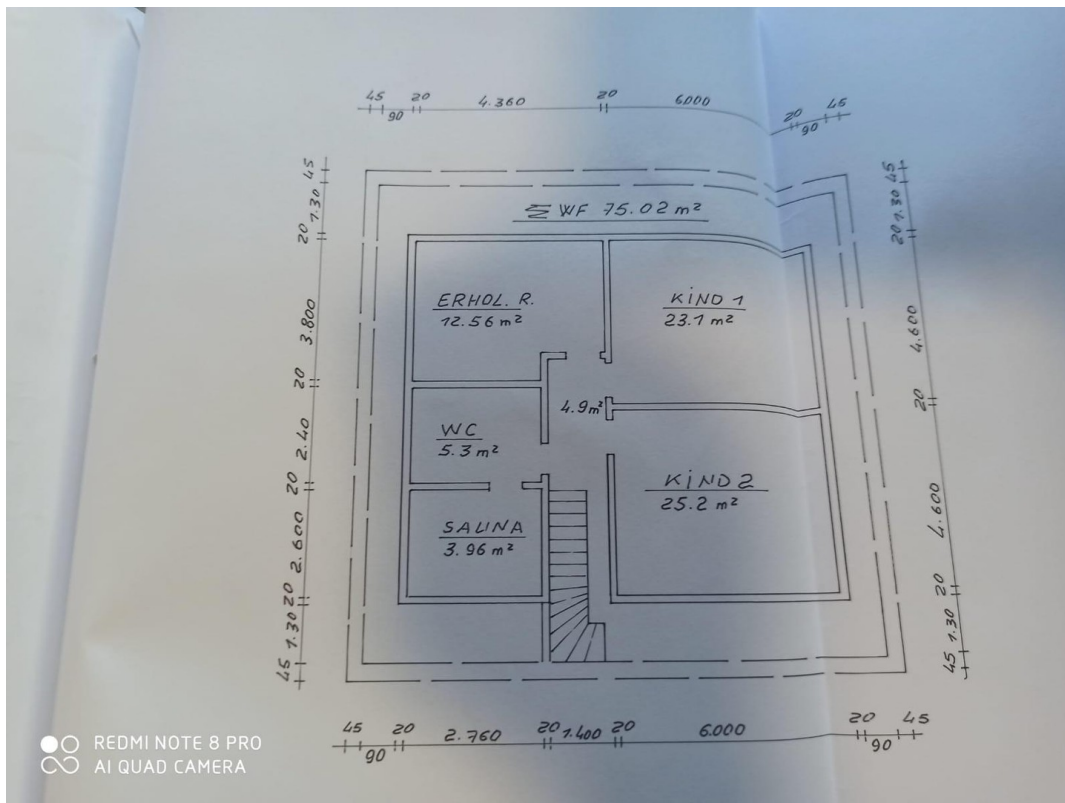 45 90 20 4.360 20 6.000 20 90 45
45 1.30 20 3.800 20 2.40 20 2.600 20 1.30 45
Σ WF 75.02 m²
ERHOL. R.
12.56 m²
KiND 1
23.1 m²
4.9 m²
WC
5.3 m²
KiND 2
25.2 m²
SAUNA
3.96 m²
45 1.30 20 4.600 20 4.600 20 1.30 45
45 90 20 2.760 20 1.400 20 6.000 20 90 45
REDMI NOTE 8 PRO
AI QUAD CAMERA